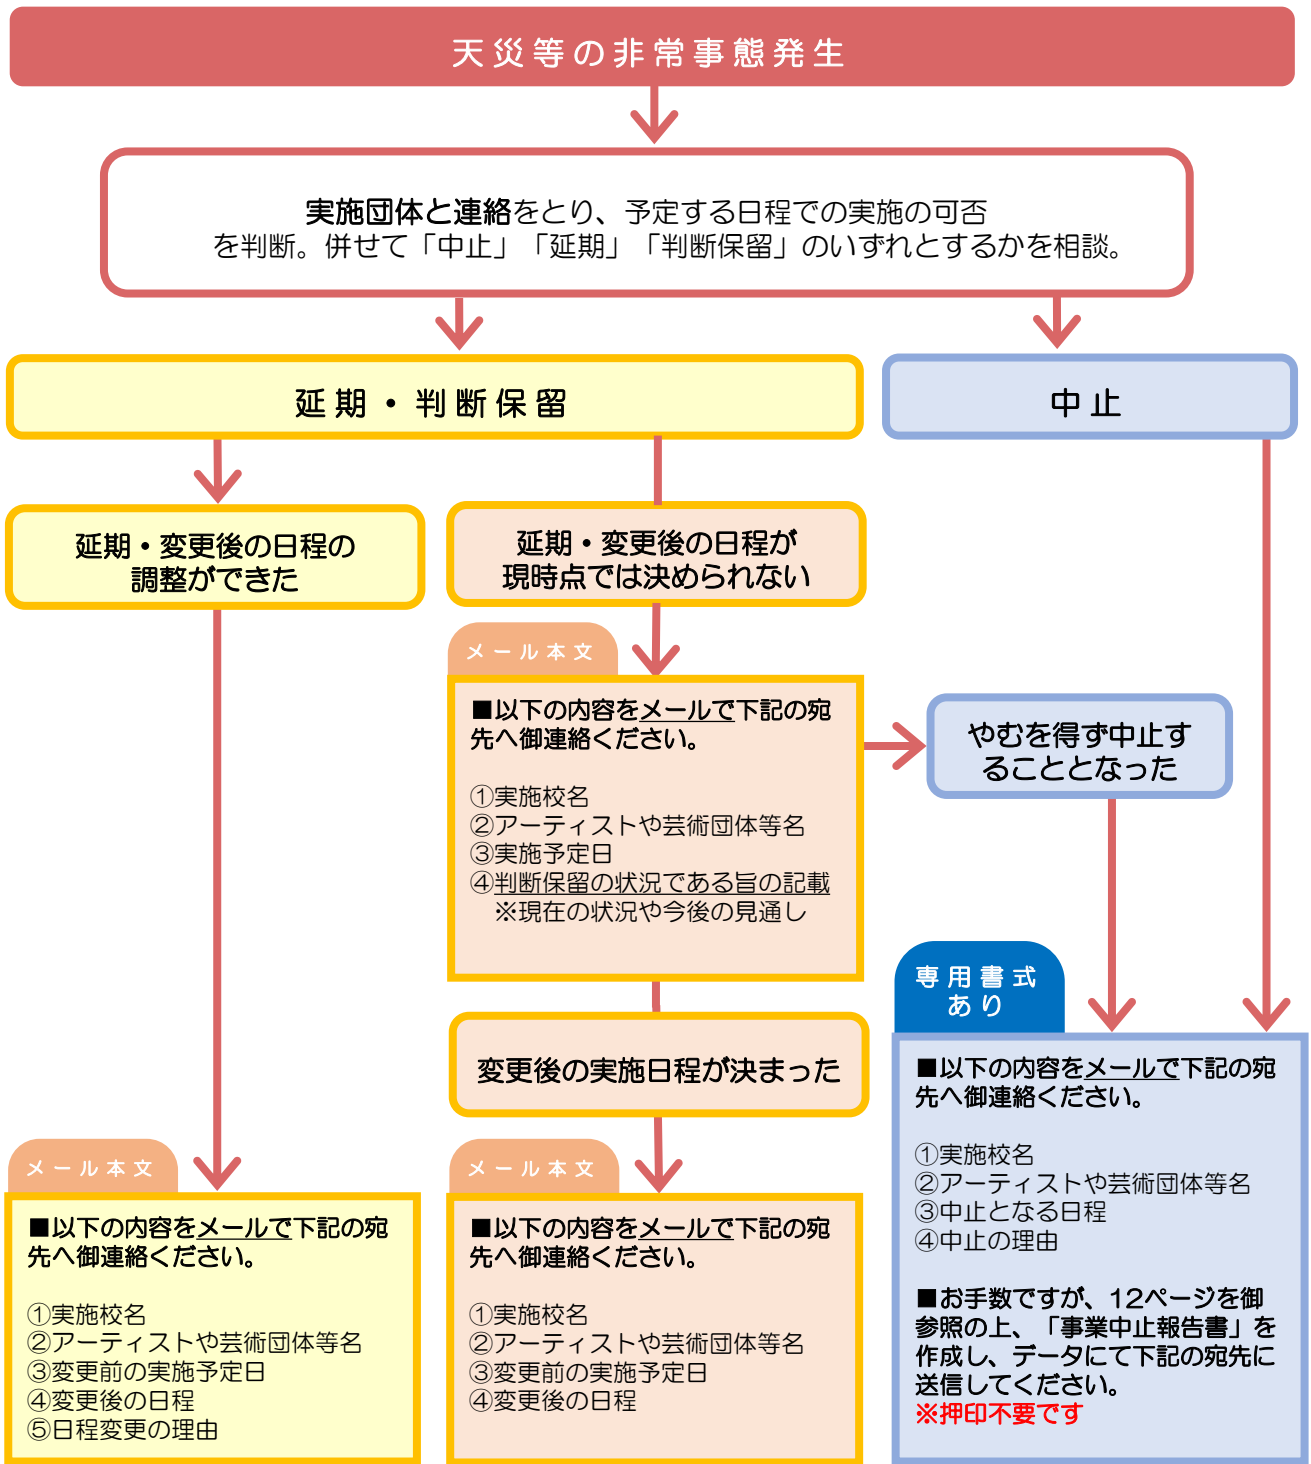 天災等の非常事態発生
実施団体と連絡をとり、予定する日程での実施の可否
を判断。併せて「中止」「延期」「判断保留」のいずれとするかを相談。
延期・判断保留
中止
延期・変更後の日程の
調整ができた
延期・変更後の日程が
現時点では決められない
メール本文
■以下の内容をメールで下記の宛
先へ御連絡ください。
①実施校名
②アーティストや芸術団体等名
③実施予定日
④判断保留の状況である旨の記載
※現在の状況や今後の見通し
やむを得ず中止す
ることとなった
変更後の実施日程が決まった
メール本文
■以下の内容をメールで下記の宛
先へ御連絡ください。
①実施校名
②アーティストや芸術団体等名
③変更前の実施予定日
④変更後の日程
⑤日程変更の理由
メール本文
■以下の内容をメールで下記の宛
先へ御連絡ください。
①実施校名
②アーティストや芸術団体等名
③変更前の実施予定日
④変更後の日程
専用書式
あり
■以下の内容をメールで下記の宛
先へ御連絡ください。
①実施校名
②アーティストや芸術団体等名
③中止となる日程
④中止の理由
■お手数ですが、12ページを御
参照の上、「事業中止報告書」を
作成し、データにて下記の宛先に
送信してください。
※押印不要です